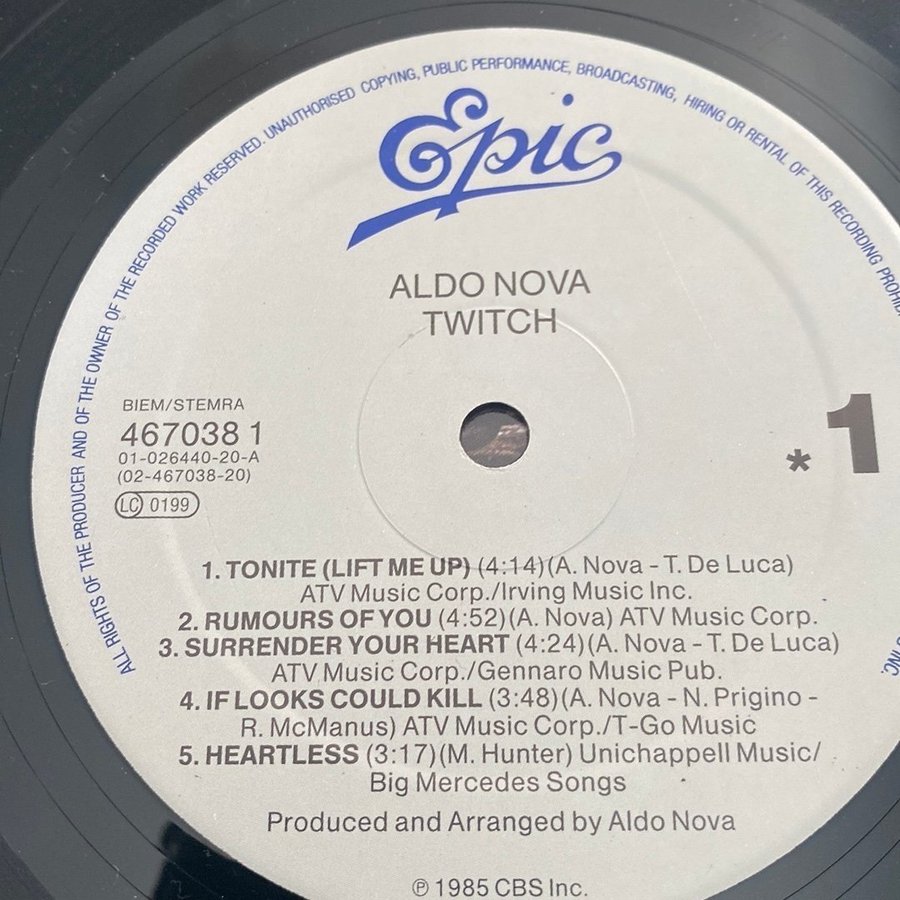 ALL RIGHTS OF THE PRODUCER AND OF THE OWNER OF THE RECORDED WORK RESERVED. UNAUTHORISED COPYING, PUBLIC PERFORMANCE, BROADCASTING, HIRING OR RENTAL OF THIS RECORDING
Epic
ALDO NOVA
TWITCH
BIEM/STEMRA
467038 1
01-026440-20-A
(02-467038-20)
LC 0199
* 1
1. TONITE (LIFT ME UP) (4:14)(A. Nova - T. De Luca)
ATV Music Corp./Irving Music Inc.
2. RUMOURS OF YOU (4:52)(A. Nova) ATV Music Corp.
3. SURRENDER YOUR HEART (4:24)(A. Nova - T. De Luca)
ATV Music Corp./Gennaro Music Pub.
4. IF LOOKS COULD KILL (3:48)(A. Nova - N. Prigino -
R. McManus) ATV Music Corp./T-Go Music
5. HEARTLESS (3:17)(M. Hunter) Unichappell Music/
Big Mercedes Songs
Produced and Arranged by Aldo Nova
℗ 1985 CBS Inc.
INC.